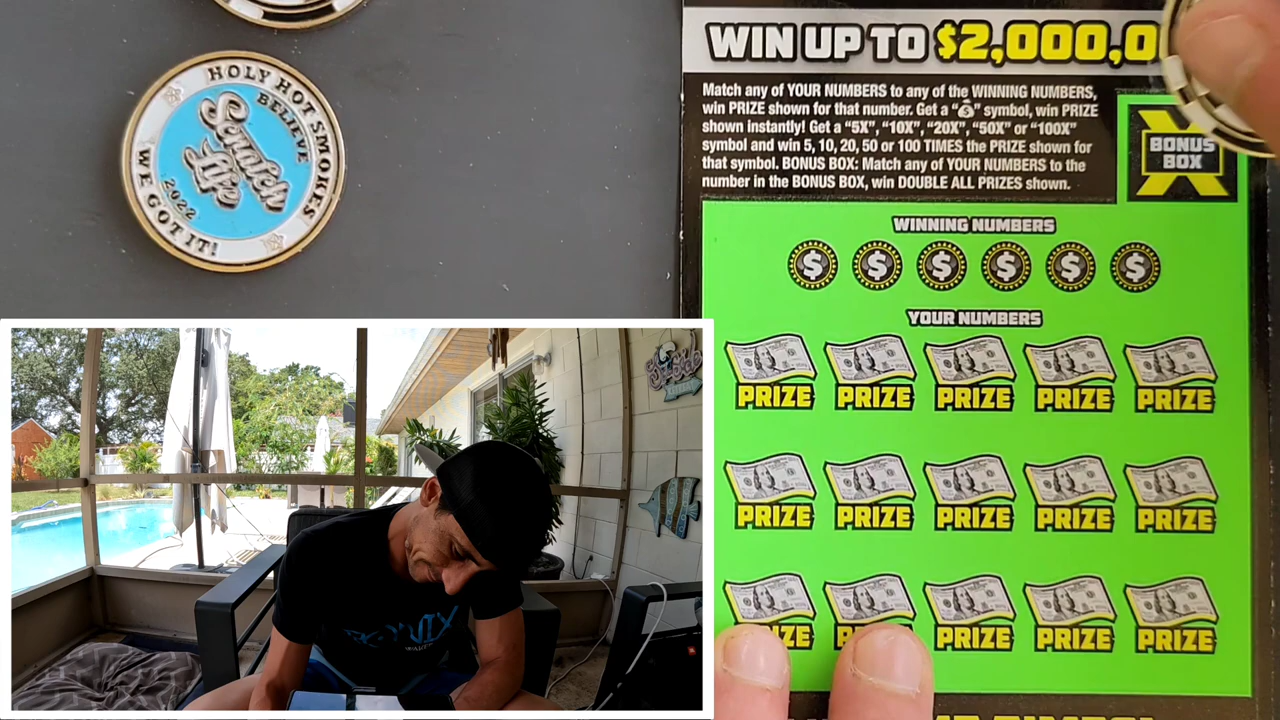 HOLY HOT SMOKES
BELIEVE
Scratch
Life
2022
WE GOT IT!
WIN UP TO $2,000,0
Match any of YOUR NUMBERS to any of the WINNING NUMBERS,
win PRIZE shown for that number. Get a “💰” symbol, win PRIZE
shown instantly! Get a “5X”, “10X”, “20X”, “50X” or “100X”
symbol and win 5, 10, 20, 50 or 100 TIMES the PRIZE shown for
that symbol. BONUS BOX: Match any of YOUR NUMBERS to the
number in the BONUS BOX, win DOUBLE ALL PRIZES shown.
X
BONUS
BOX
WINNING NUMBERS
$ $ $ $ $ $
YOUR NUMBERS
PRIZE PRIZE PRIZE PRIZE PRIZE
PRIZE PRIZE PRIZE PRIZE PRIZE
PRIZE PRIZE PRIZE PRIZE PRIZE